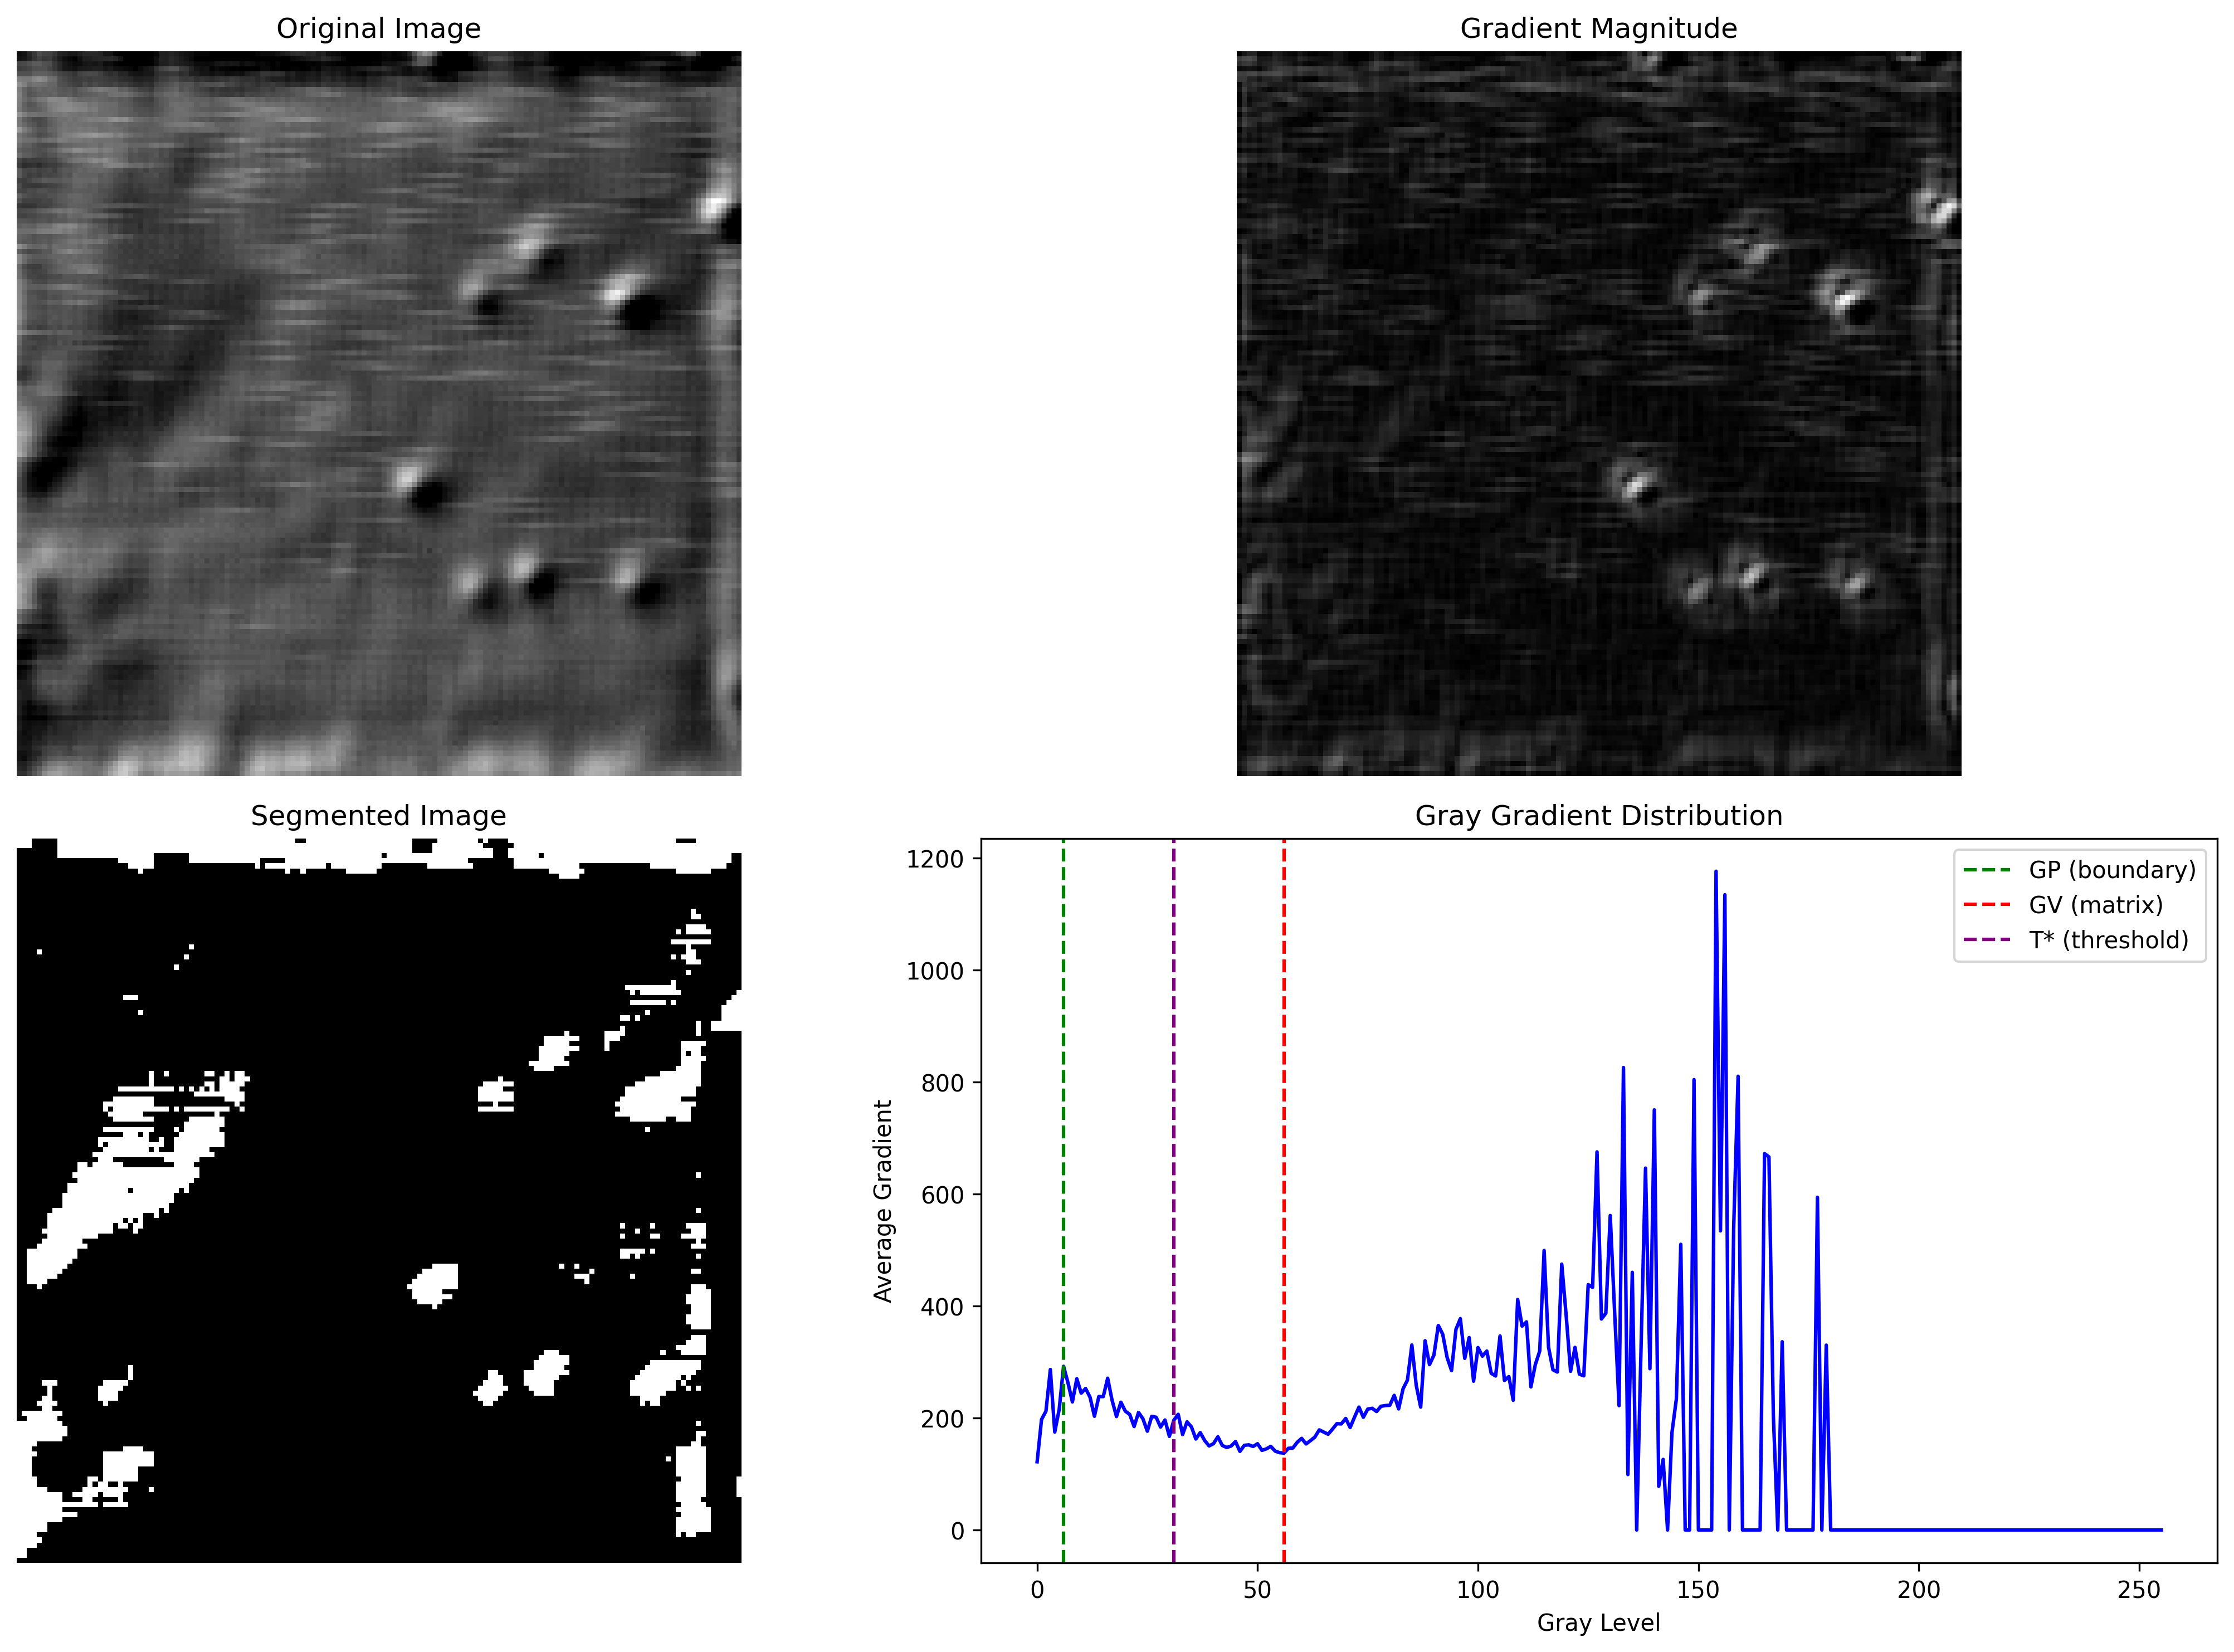 Original Image
Gradient Magnitude
Segmented Image
Gray Gradient Distribution
1200
1000
800
600
400
200
0
Average Gradient
GP (boundary)
GV (matrix)
T* (threshold)
0 50 100 150 200 250
Gray Level